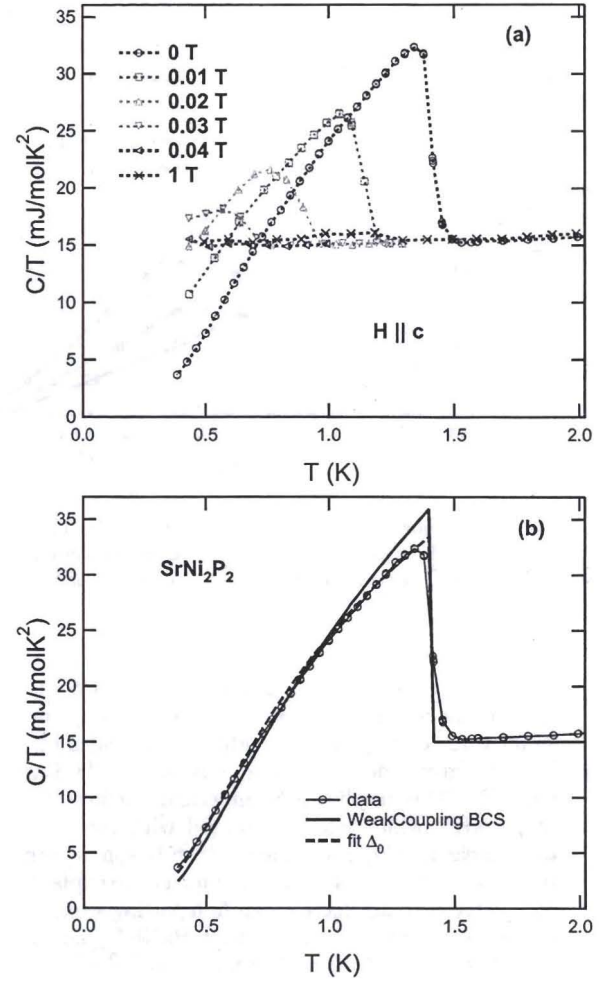 (a)
0 T
0.01 T
0.02 T
0.03 T
0.04 T
1 T
H || c
35
30
25
20
15
10
5
0
C/T (mJ/molK²)
0.0 0.5 1.0 1.5 2.0
T (K)
(b)
SrNi₂P₂
data
WeakCoupling BCS
fit Δ₀
35
30
25
20
15
10
5
0
C/T (mJ/molK²)
0.0 0.5 1.0 1.5 2.0
T (K)